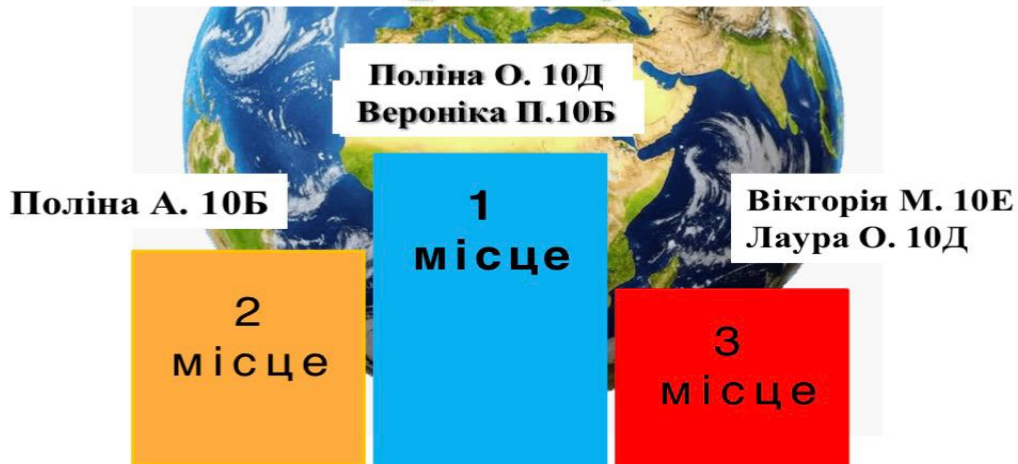 Поліна О. 10Д
Вероніка П.10Б
Поліна А. 10Б
1
місце
Вікторія М. 10Е
Лаура О. 10Д
2
місце
3
місце